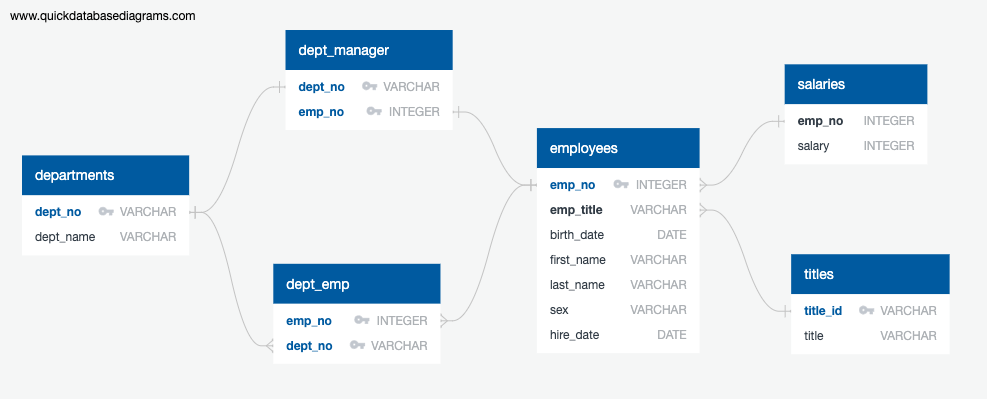 www.quickdatabasediagrams.com
dept_manager
dept_no VARCHAR
emp_no INTEGER
departments
dept_no VARCHAR
dept_name VARCHAR
dept_emp
emp_no INTEGER
dept_no VARCHAR
employees
emp_no INTEGER
emp_title VARCHAR
birth_date DATE
first_name VARCHAR
last_name VARCHAR
sex VARCHAR
hire_date DATE
salaries
emp_no INTEGER
salary INTEGER
titles
title_id VARCHAR
title VARCHAR